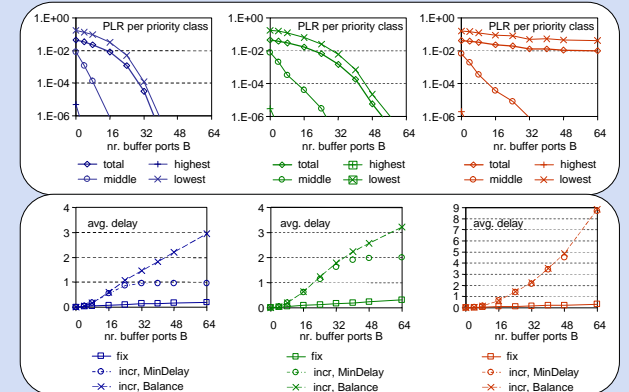 PLR per priority class
1.E+00
1.E-02
1.E-04
1.E-06
0 16 32 48 64
nr. buffer ports B
total highest
middle lowest
PLR per priority class
1.E+00
1.E-02
1.E-04
1.E-06
0 16 32 48 64
nr. buffer ports B
total highest
middle lowest
PLR per priority class
1.E+00
1.E-02
1.E-04
1.E-06
0 16 32 48 64
nr. buffer ports B
total highest
middle lowest
avg. delay
4
3
2
1
0
0 16 32 48 64
nr. buffer ports B
fix
incr, MinDelay
incr, Balance
avg. delay
4
3
2
1
0
0 16 32 48 64
nr. buffer ports B
fix
incr, MinDelay
incr, Balance
avg. delay
9
8
7
6
5
4
3
2
1
0
0 16 32 48 64
nr. buffer ports B
fix
incr, MinDelay
incr, Balance